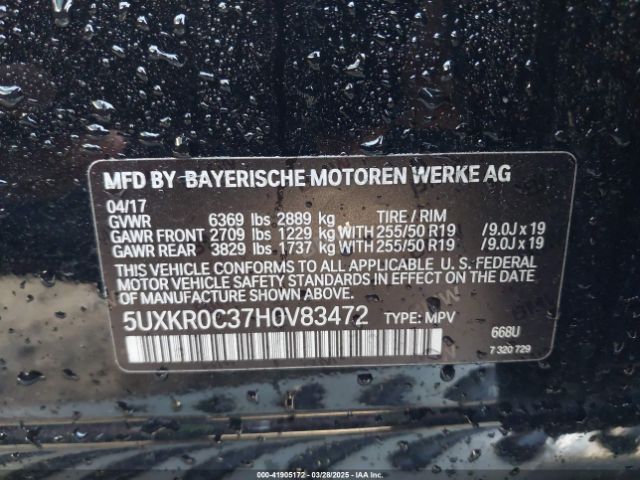 MFD BY BAYERISCHE MOTOREN WERKE AG
04/17
GVWR 6369 lbs 2889 kg TIRE / RIM
GAWR FRONT 2709 lbs 1229 kg WITH 255/50 R19 /9.0J x 19
GAWR REAR 3829 lbs 1737 kg WITH 255/50 R19 /9.0J x 19
THIS VEHICLE CONFORMS TO ALL APPLICABLE U.S. FEDERAL
MOTOR VEHICLE SAFETY STANDARDS IN EFFECT ON THE DATE
OF MANUFACTURE SHOWN ABOVE.
5UXKR0C37H0V83472 TYPE: MPV 668U
7 320 729
000-41905172 — 03/28/2025 — IAAI.COM